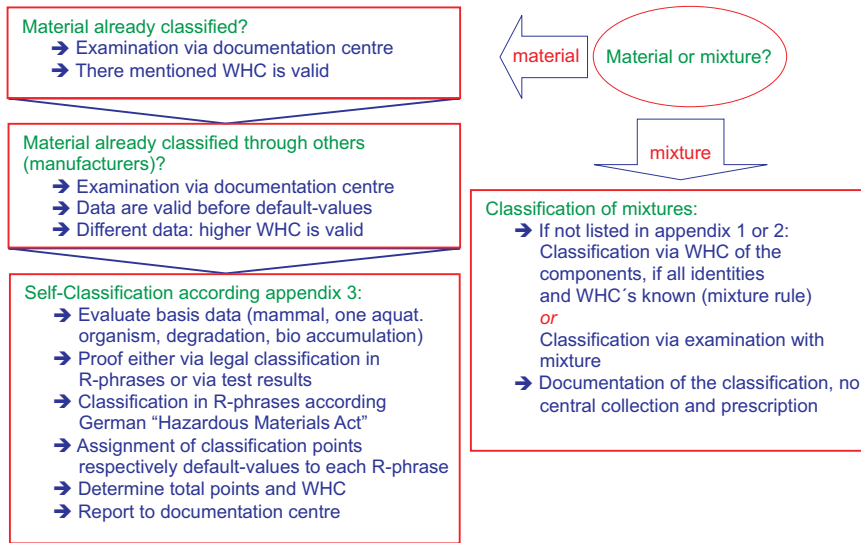 Material already classified?
➔ Examination via documentation centre
➔ There mentioned WHC is valid
material
Material or mixture?
mixture
Material already classified through others
(manufacturers)?
➔ Examination via documentation centre
➔ Data are valid before default-values
➔ Different data: higher WHC is valid
Self-Classification according appendix 3:
➔ Evaluate basis data (mammal, one aquat.
organism, degradation, bio accumulation)
➔ Proof either via legal classification in
R-phrases or via test results
➔ Classification in R-phrases according
German “Hazardous Materials Act”
➔ Assignment of classification points
respectively default-values to each R-phrase
➔ Determine total points and WHC
➔ Report to documentation centre
Classification of mixtures:
➔ If not listed in appendix 1 or 2:
Classification via WHC of the
components, if all identities
and WHC´s known (mixture rule)
or
Classification via examination with
mixture
➔ Documentation of the classification, no
central collection and prescription